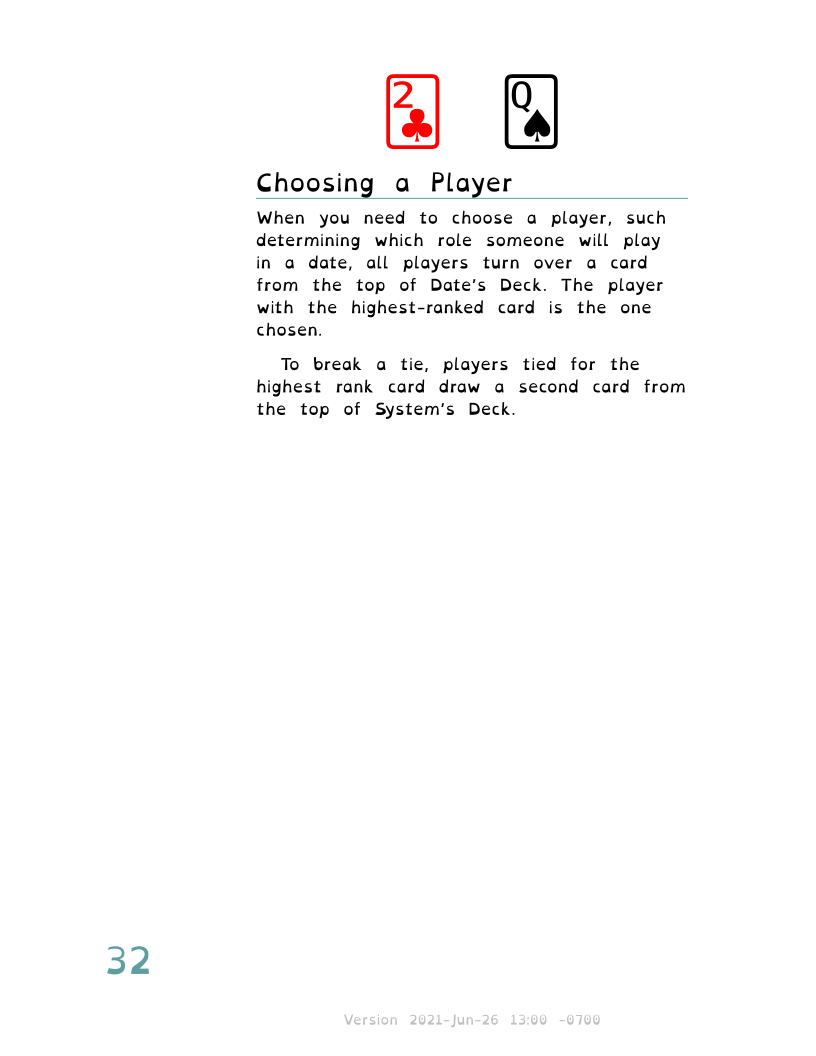 2♣ Q♠
Choosing a Player
When you need to choose a player, such
determining which role someone will play
in a date, all players turn over a card
from the top of Date's Deck. The player
with the highest-ranked card is the one
chosen.
To break a tie, players tied for the
highest rank card draw a second card from
the top of System's Deck.
32
Version 2021-Jun-26 13:00 -0700